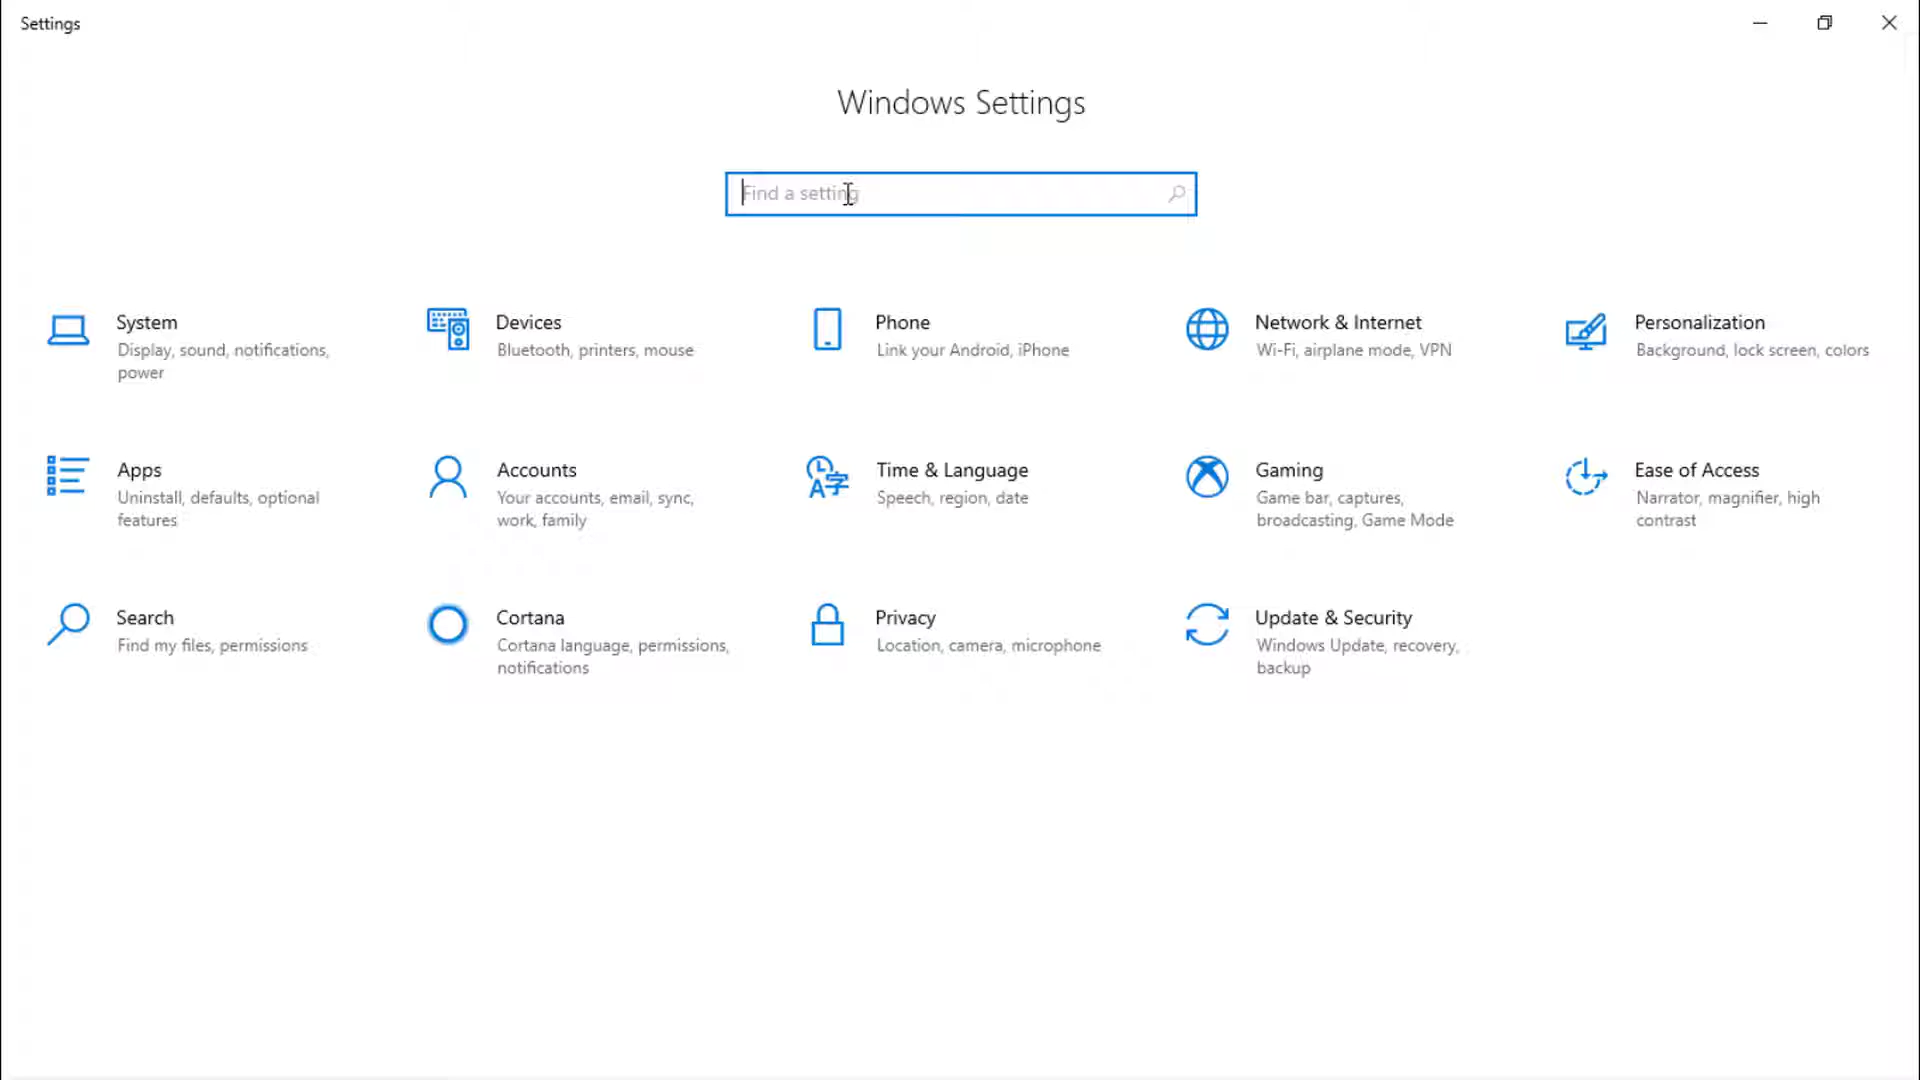 Settings
Windows Settings
Find a setting
System
Display, sound, notifications,
power
Devices
Bluetooth, printers, mouse
Phone
Link your Android, iPhone
Network & Internet
Wi-Fi, airplane mode, VPN
Personalization
Background, lock screen, colors
Apps
Uninstall, defaults, optional
features
Accounts
Your accounts, email, sync,
work, family
Time & Language
Speech, region, date
Gaming
Game bar, captures,
broadcasting, Game Mode
Ease of Access
Narrator, magnifier, high
contrast
Search
Find my files, permissions
Cortana
Cortana language, permissions,
notifications
Privacy
Location, camera, microphone
Update & Security
Windows Update, recovery,
backup